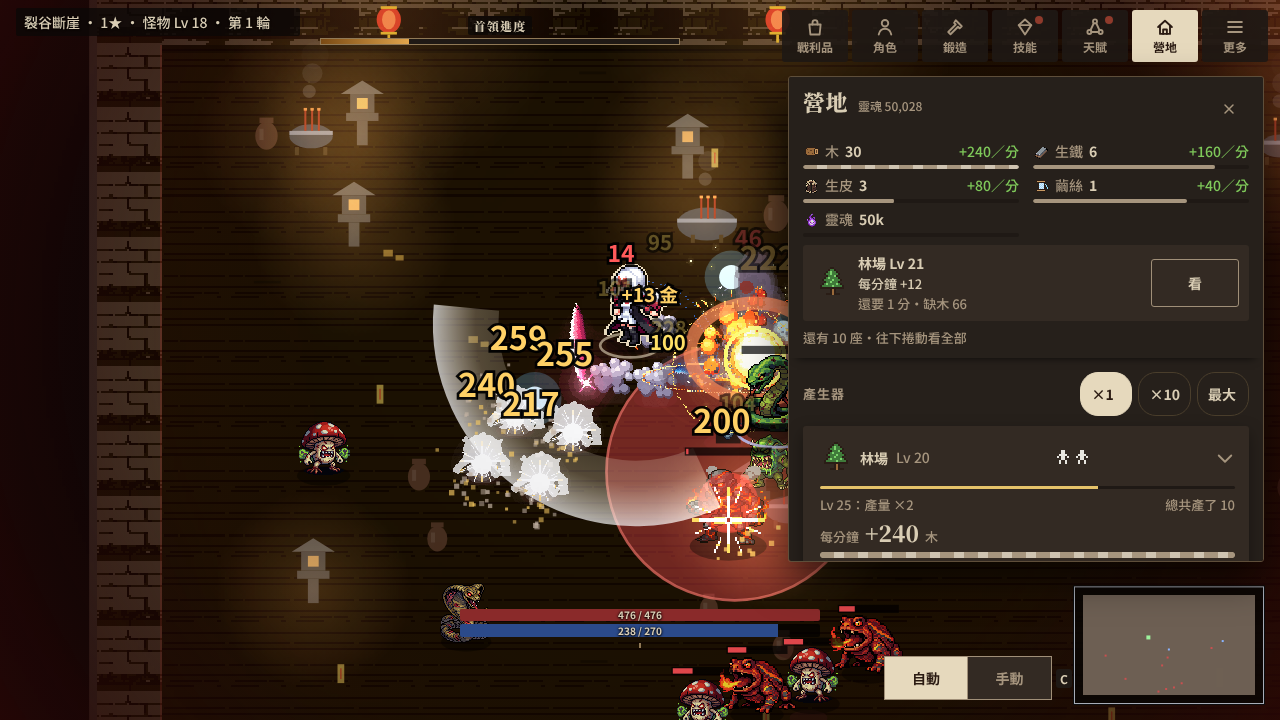 裂谷斷崖 · 1★ · 怪物 Lv 18 · 第 1 輪
首領進度
戰利品
角色
鍛造
技能
天賦
營地
更多
營地 靈魂 50,028
木 30 +240／分
生鐵 6 +160／分
生皮 3 +80／分
繭絲 1 +40／分
靈魂 50k
林場 Lv 21
每分鐘 +12
還要 1 分・缺木 66
看
還有 10 座・往下捲動看全部
產生器
×1
×10
最大
林場 Lv 20
Lv 25：產量 ×2
總共產了 10
每分鐘 +240 木
14
95
46
222
+13 金
100
259
255
240
217
200
476 / 476
238 / 270
自動
手動
C